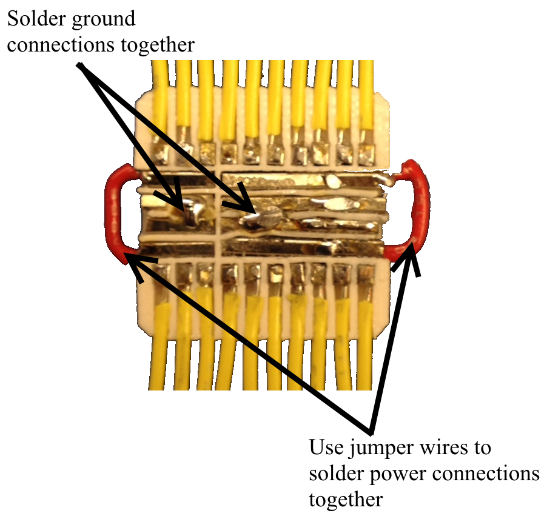 Solder ground
connections together
Use jumper wires to
solder power connections
together